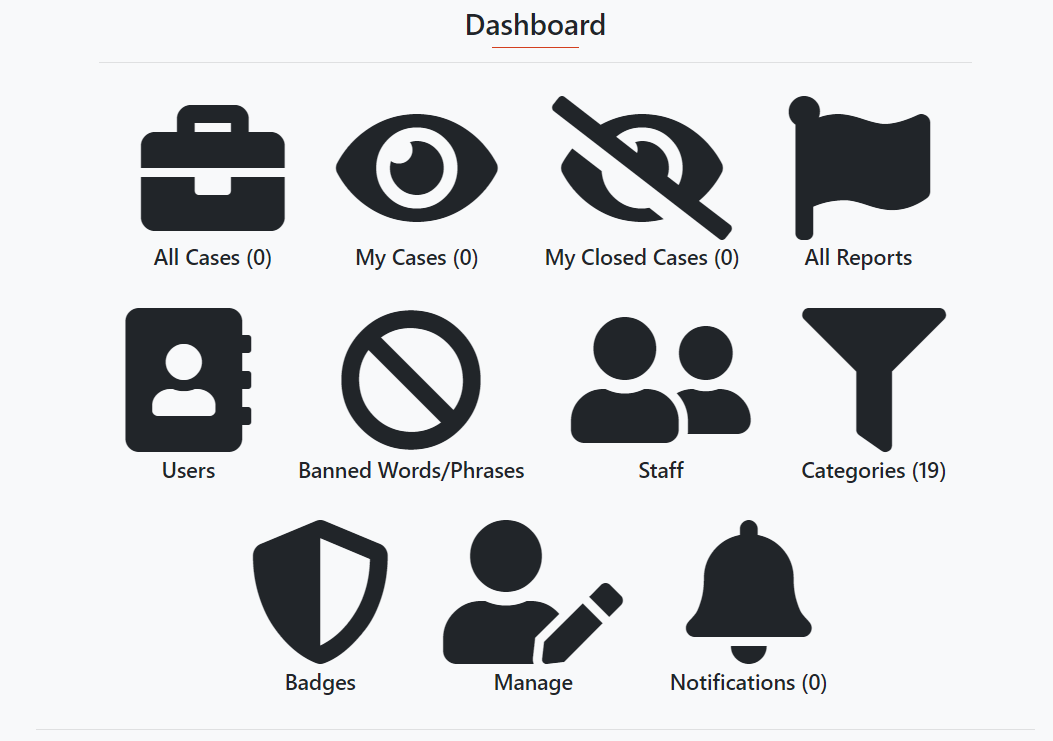 Dashboard
All Cases (0)
My Cases (0)
My Closed Cases (0)
All Reports
Users
Banned Words/Phrases
Staff
Categories (19)
Badges
Manage
Notifications (0)